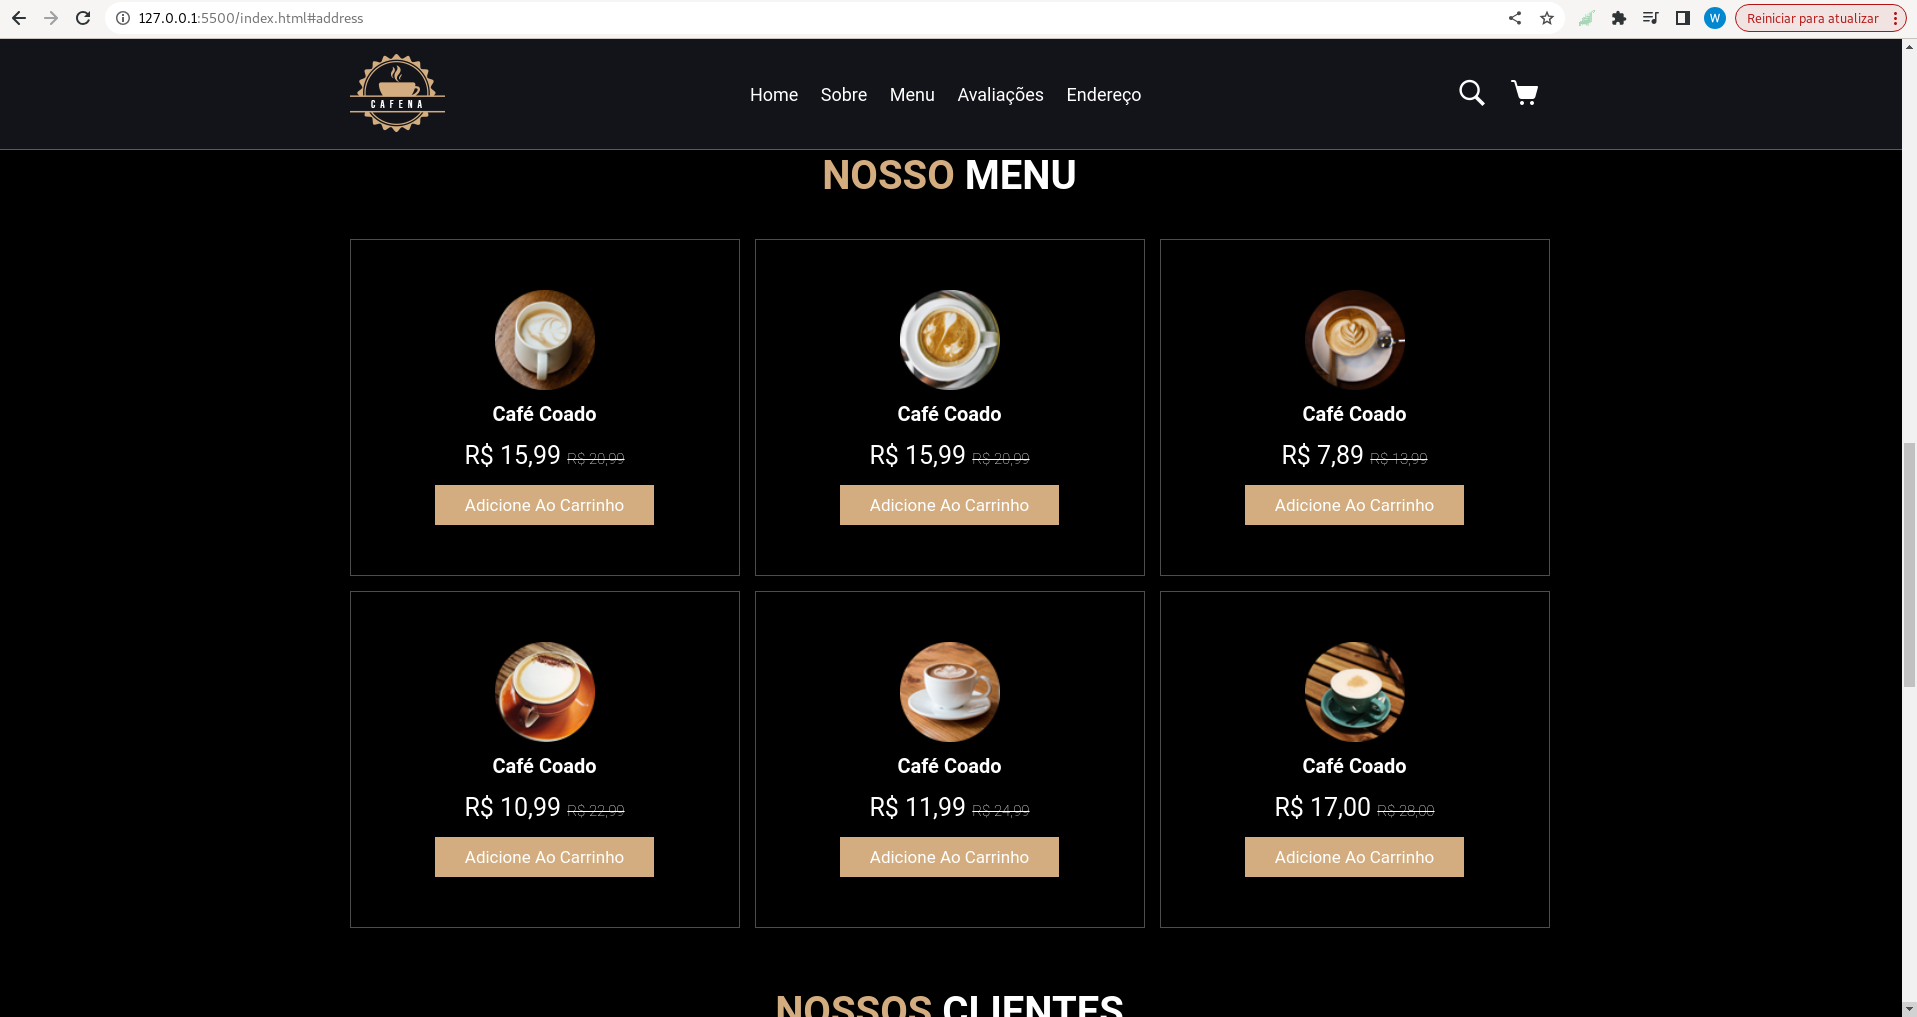 127.0.0.1:5500/index.html#address
W
Reiniciar para atualizar
CAFENA
Home Sobre Menu Avaliações Endereço
NOSSO MENU
Café Coado
R$ 15,99 R$ 20,99
Adicione Ao Carrinho
Café Coado
R$ 15,99 R$ 20,99
Adicione Ao Carrinho
Café Coado
R$ 7,89 R$ 13,99
Adicione Ao Carrinho
Café Coado
R$ 10,99 R$ 22,99
Adicione Ao Carrinho
Café Coado
R$ 11,99 R$ 24,99
Adicione Ao Carrinho
Café Coado
R$ 17,00 R$ 28,00
Adicione Ao Carrinho
NOSSOS CLIENTES